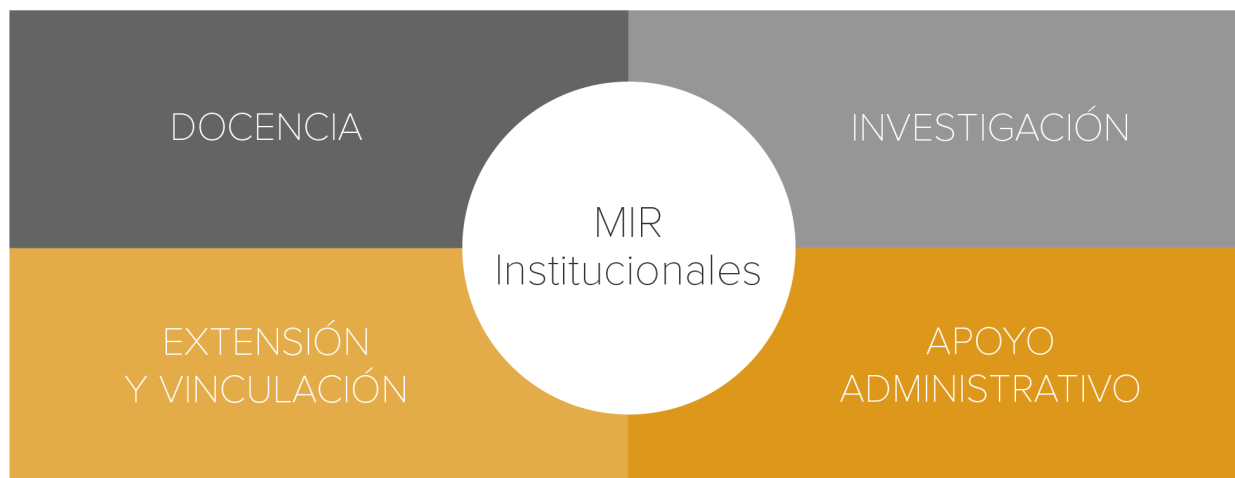 DOCENCIA
INVESTIGACIÓN
MIR
Institucionales
EXTENSIÓN
Y VINCULACIÓN
APOYO
ADMINISTRATIVO